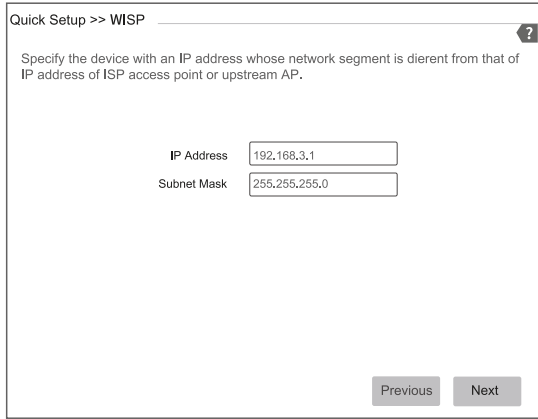 Quick Setup >> WISP
?
Specify the device with an IP address whose network segment is dierent from that of
IP address of ISP access point or upstream AP.
IP Address 192.168.3.1
Subnet Mask 255.255.255.0
Previous Next